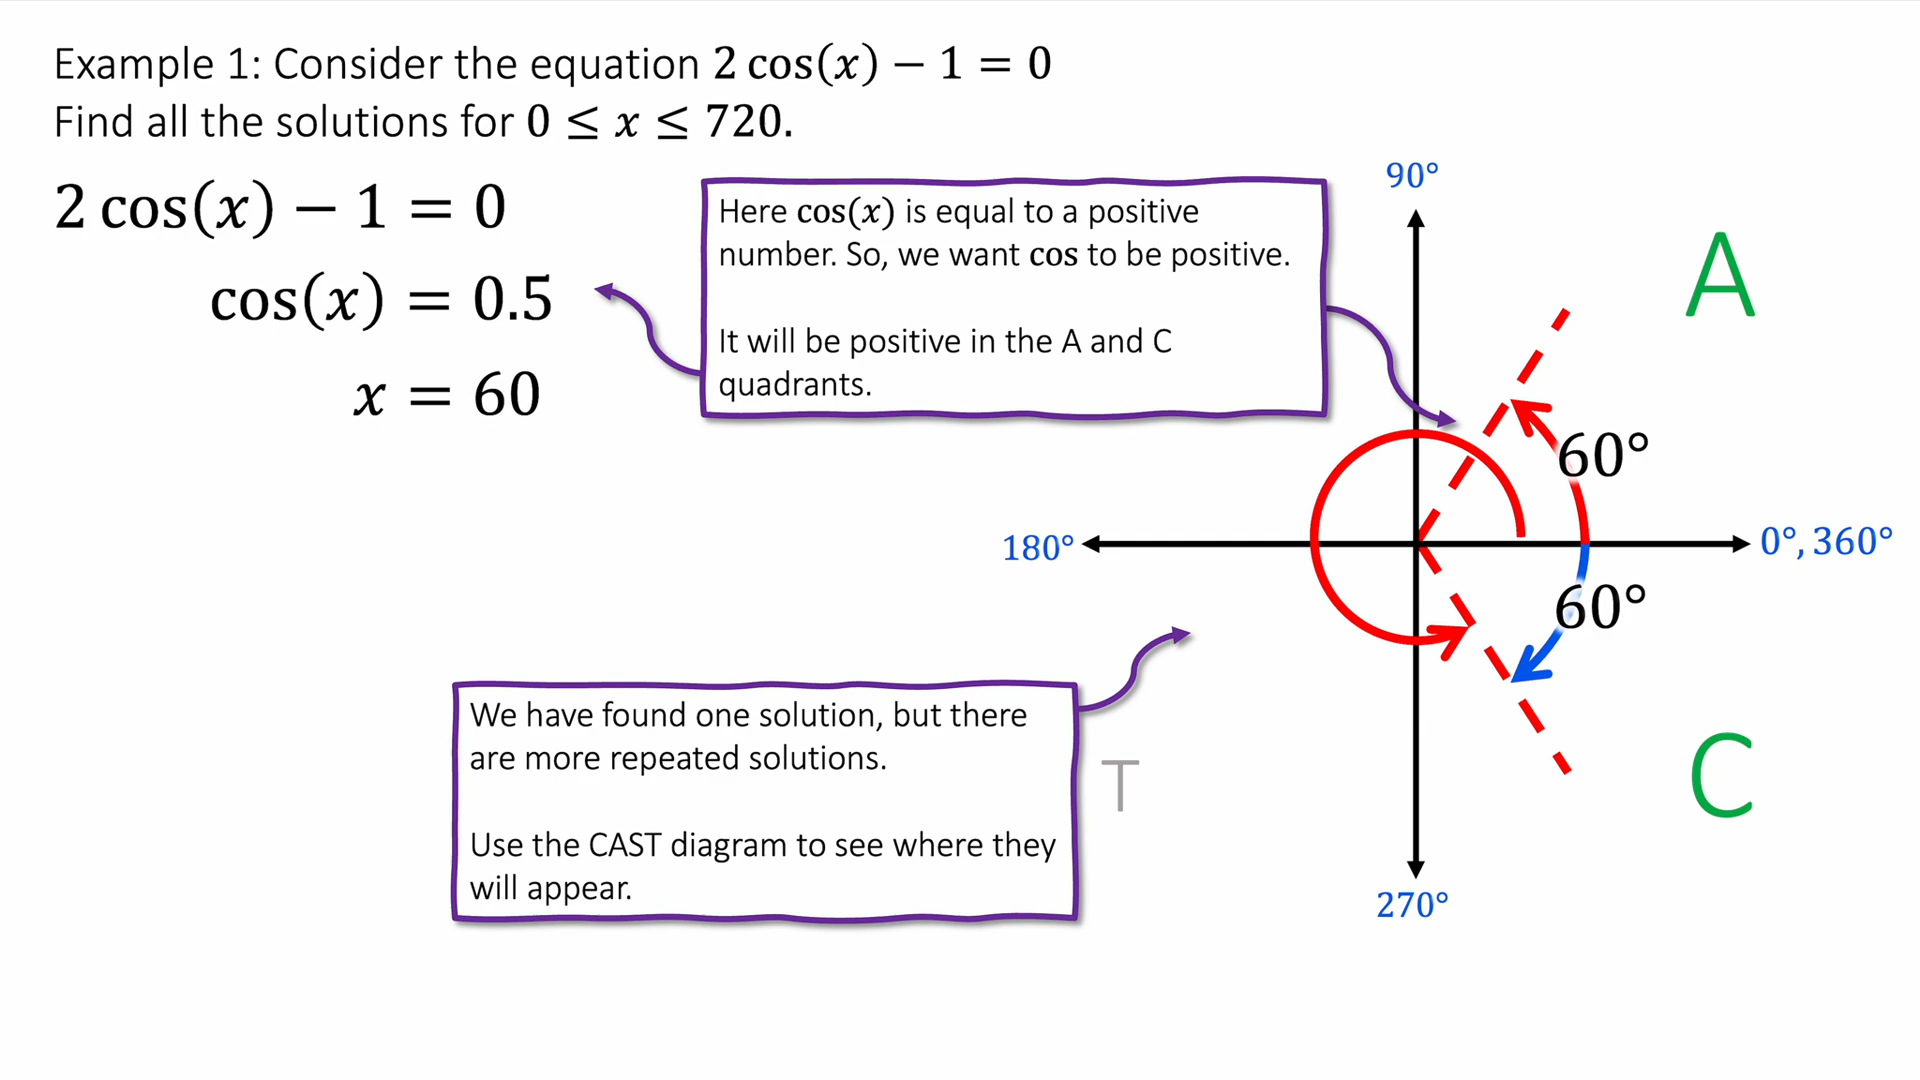 Example 1: Consider the equation 2 cos(x) − 1 = 0
Find all the solutions for 0 ≤ x ≤ 720.
2 cos(x) − 1 = 0
cos(x) = 0.5
x = 60
Here cos(x) is equal to a positive
number. So, we want cos to be positive.
It will be positive in the A and C
quadrants.
90°
A
60°
180°
0°, 360°
60°
We have found one solution, but there
are more repeated solutions.
Use the CAST diagram to see where they
will appear.
T
C
270°